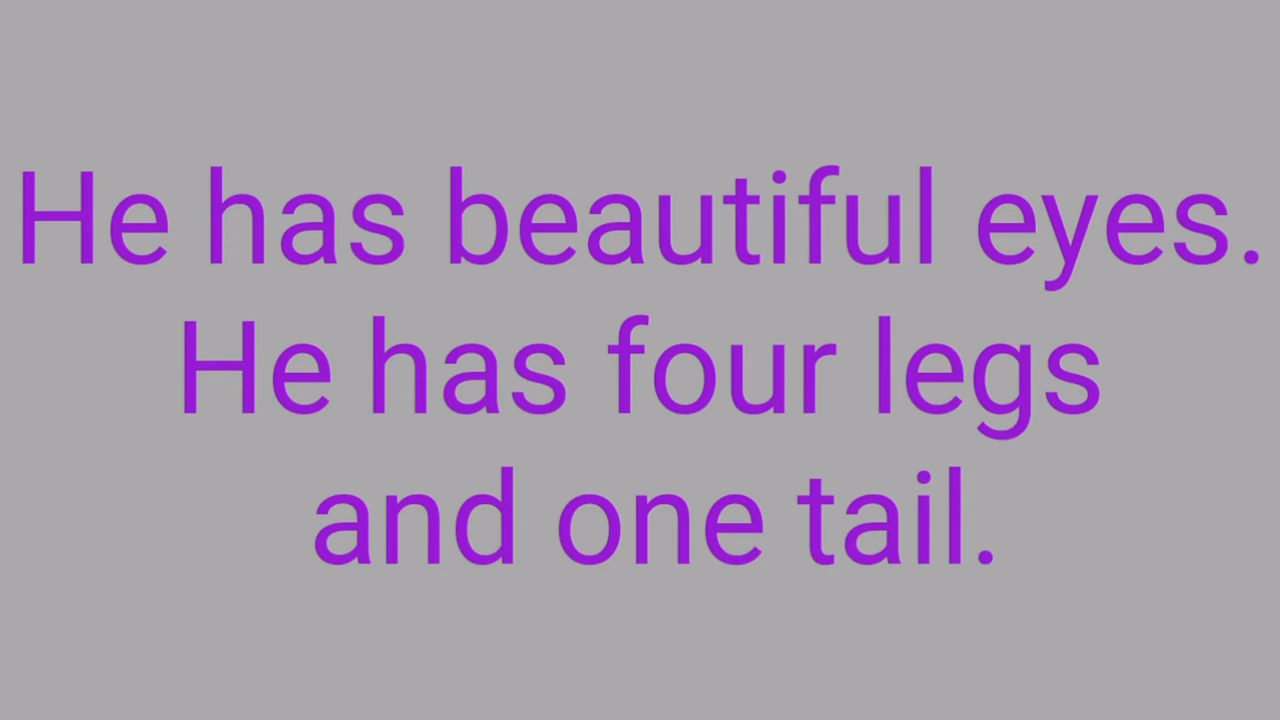 He has beautiful eyes.
He has four legs
and one tail.